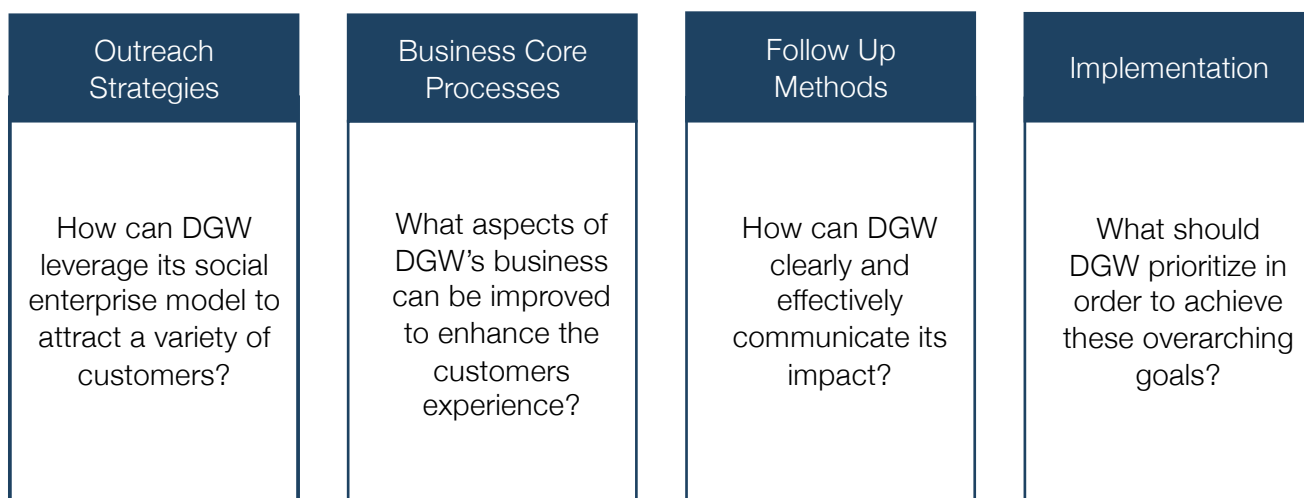 Outreach
Strategies
How can DGW
leverage its social
enterprise model to
attract a variety of
customers?
Business Core
Processes
What aspects of
DGW’s business
can be improved
to enhance the
customers
experience?
Follow Up
Methods
How can DGW
clearly and
effectively
communicate its
impact?
Implementation
What should
DGW prioritize in
order to achieve
these overarching
goals?